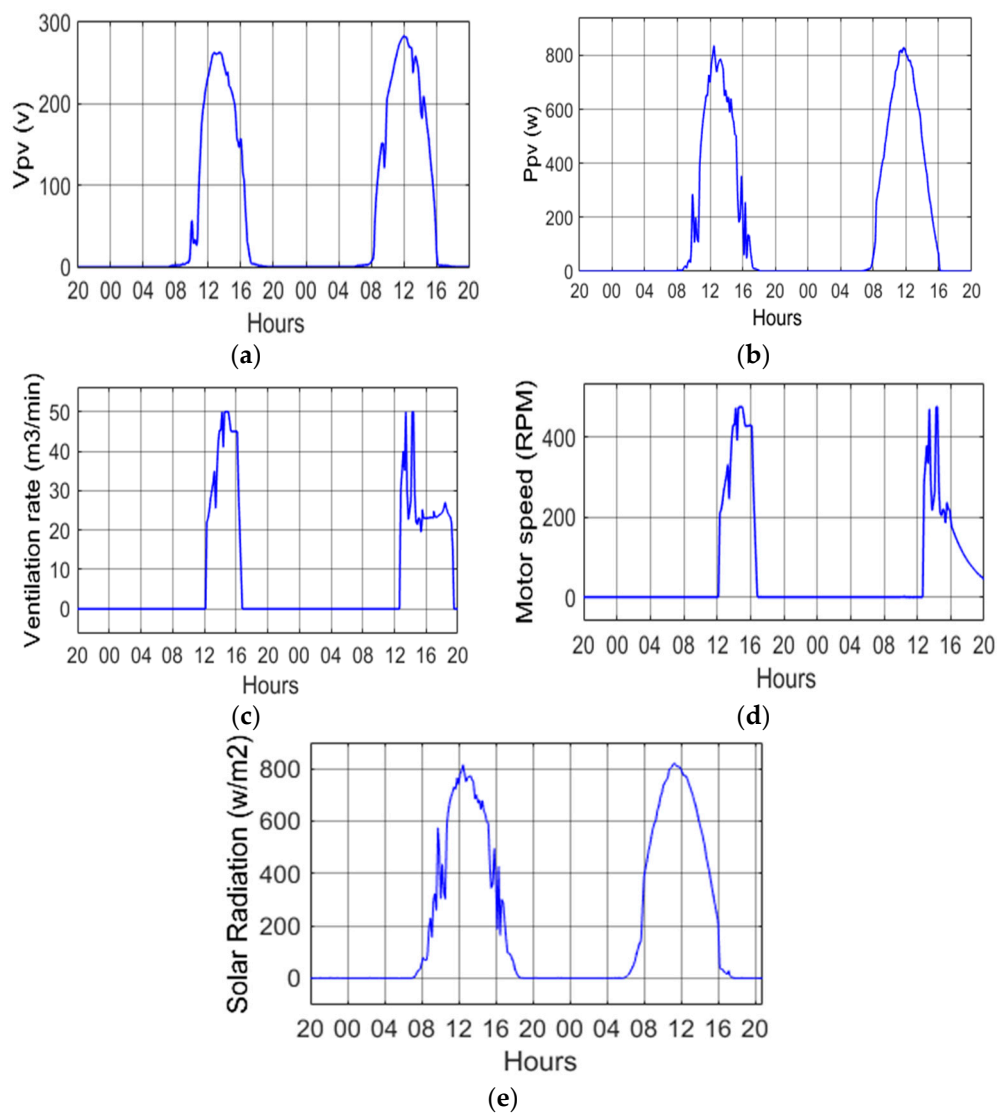 Vpv (v)
300
200
100
0
20 00 04 08 12 16 20 00 04 08 12 16 20
Hours
(a)
Ppv (w)
800
600
400
200
0
20 00 04 08 12 16 20 00 04 08 12 16 20
Hours
(b)
Ventilation rate (m3/min)
50
40
30
20
10
0
20 00 04 08 12 16 20 00 04 08 12 16 20
Hours
(c)
Motor speed (RPM)
400
200
0
20 00 04 08 12 16 20 00 04 08 12 16 20
Hours
(d)
Solar Radiation (w/m2)
800
600
400
200
0
20 00 04 08 12 16 20 00 04 08 12 16 20
Hours
(e)